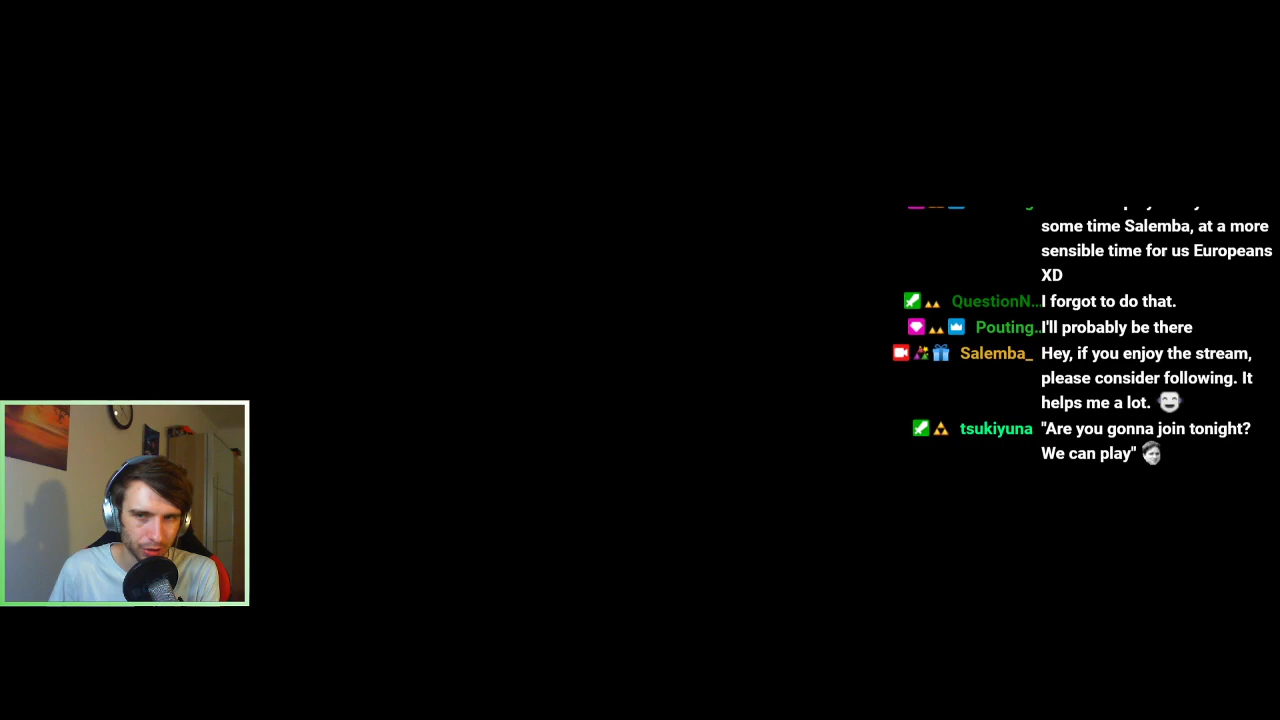 some time Salemba, at a more
sensible time for us Europeans
XD
QuestionN... I forgot to do that.
Pouting... I'll probably be there
Salemba_ Hey, if you enjoy the stream,
please consider following. It
helps me a lot.
tsukiyuna "Are you gonna join tonight?
We can play"